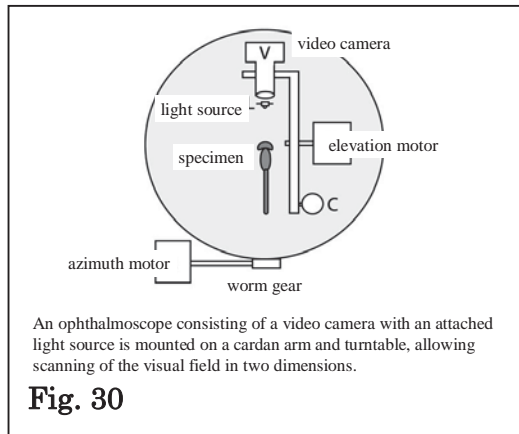 video camera
V
light source
elevation motor
specimen
C
azimuth motor
worm gear
An ophthalmoscope consisting of a video camera with an attached
light source is mounted on a cardan arm and turntable, allowing
scanning of the visual field in two dimensions.
Fig. 30